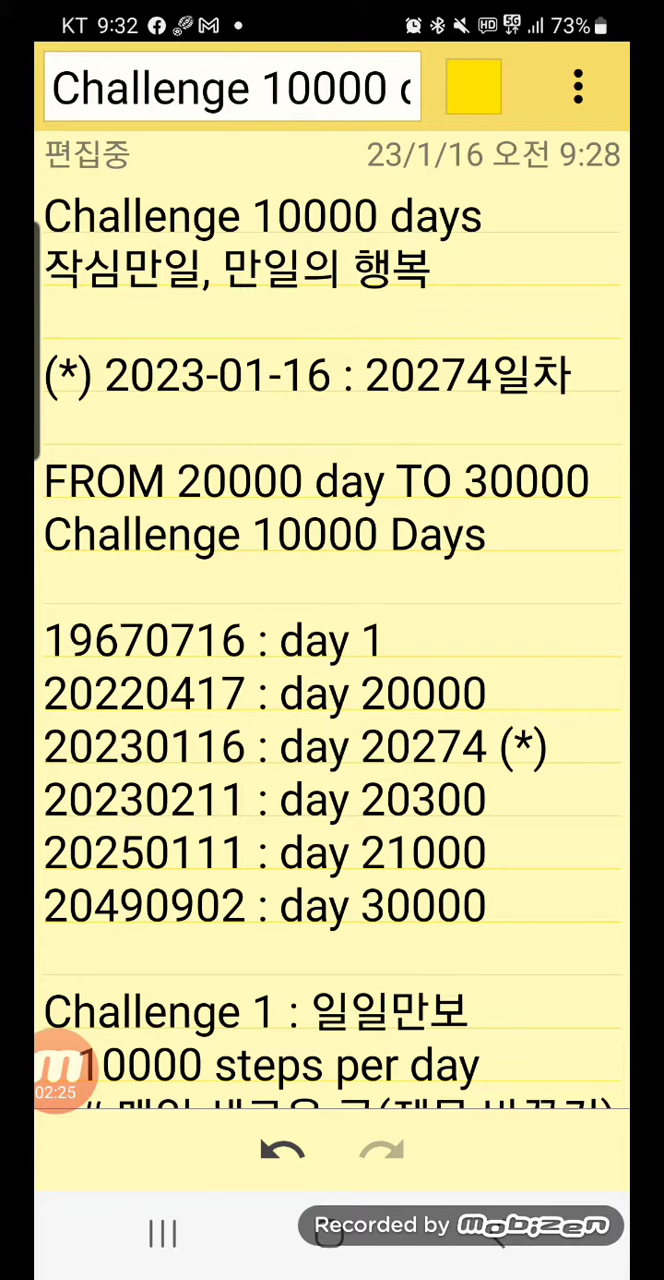 KT 9:32 73%
Challenge 10000
편집중 23/1/16 오전 9:28
Challenge 10000 days
작심만일, 만일의 행복
(*) 2023-01-16 : 20274일차
FROM 20000 day TO 30000
Challenge 10000 Days
19670716 : day 1
20220417 : day 20000
20230116 : day 20274 (*)
20230211 : day 20300
20250111 : day 21000
20490902 : day 30000
Challenge 1 : 일일만보
10000 steps per day
02:25
Recorded by mobizen